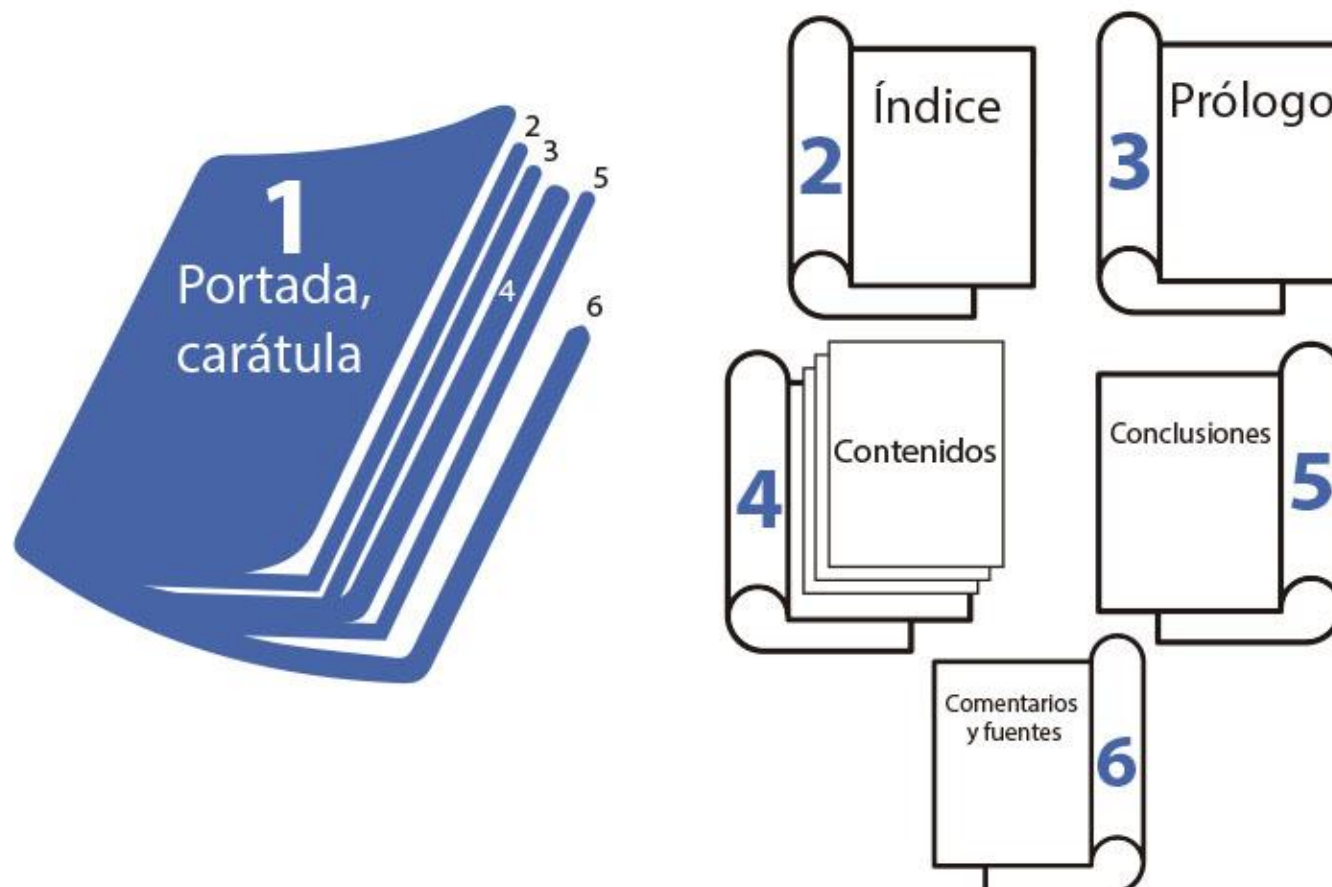 1
Portada,
carátula
2
3
4
5
6
2
Índice
3
Prólogo
4
Contenidos
Conclusiones
5
Comentarios
y fuentes
6